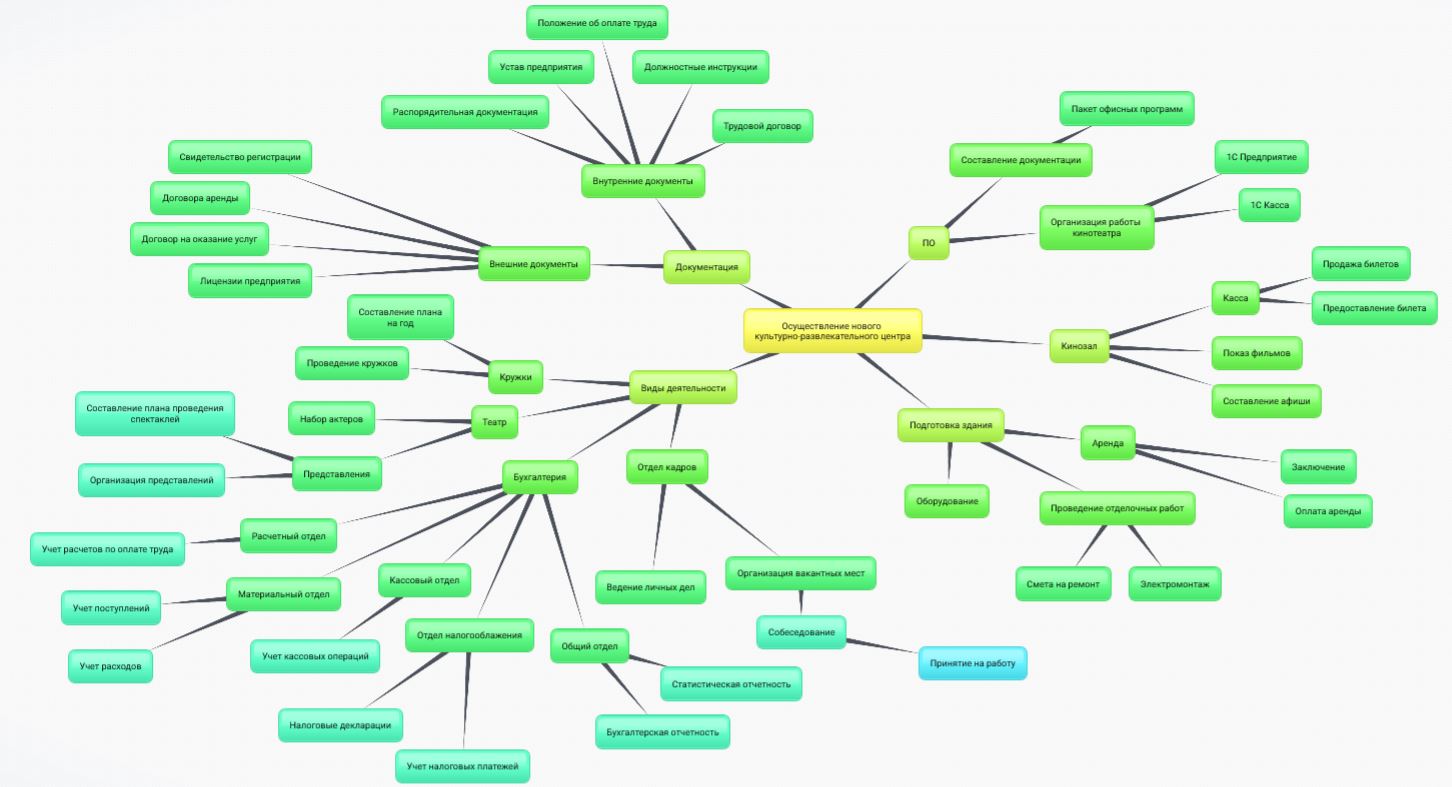 Положение об оплате труда
Устав предприятия
Должностные инструкции
Распорядительная документация
Трудовой договор
Внутренние документы
Свидетельство регистрации
Договора аренды
Договор на оказание услуг
Лицензии предприятия
Внешние документы
Документация
Пакет офисных программ
Составление документации
1С Предприятие
1С Касса
Организация работы
кинотеатра
ПО
Осуществление нового
культурно-развлекательного центра
Продажа билетов
Касса
Предоставление билета
Кинозал
Показ фильмов
Составление афиши
Составление плана
на год
Проведение кружков
Кружки
Виды деятельности
Составление плана проведения
спектаклей
Набор актеров
Театр
Представления
Организация представлений
Подготовка здания
Аренда
Заключение
Оплата аренды
Оборудование
Проведение отделочных работ
Смета на ремонт
Электромонтаж
Бухгалтерия
Отдел кадров
Расчетный отдел
Учет расчетов по оплате труда
Материальный отдел
Учет поступлений
Учет расходов
Кассовый отдел
Учет кассовых операций
Отдел налогооблажения
Налоговые декларации
Учет налоговых платежей
Общий отдел
Статистическая отчетность
Бухгалтерская отчетность
Ведение личных дел
Организация вакантных мест
Собеседование
Принятие на работу